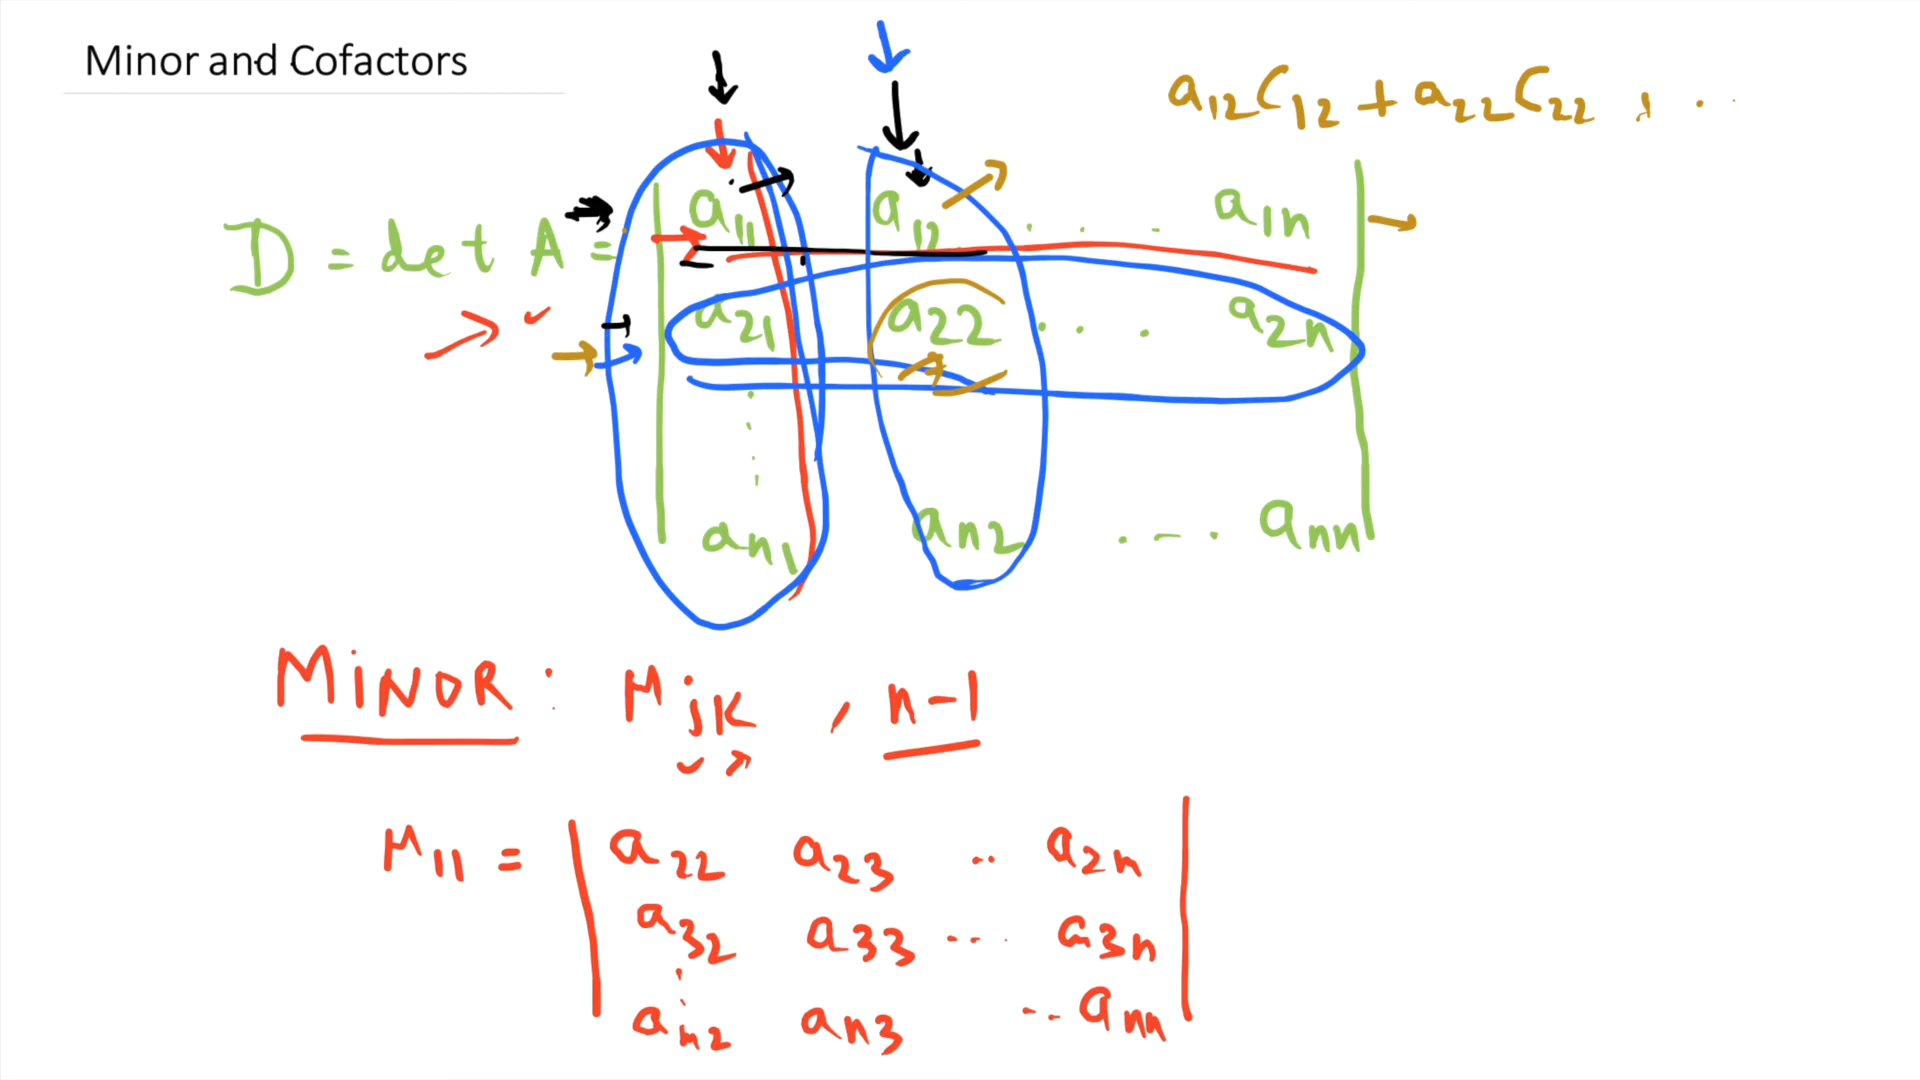 Minor and Cofactors
a12C12 + a22C22 + ..
D = det A =
a11 a12 . . . a1n
a21 a22 . . . a2n
an1 an2 .... ann
MINOR : Mjk , n-1
M11 =
a22 a23 .. a2n
a32 a33 ... a3n
an2 an3 ... ann